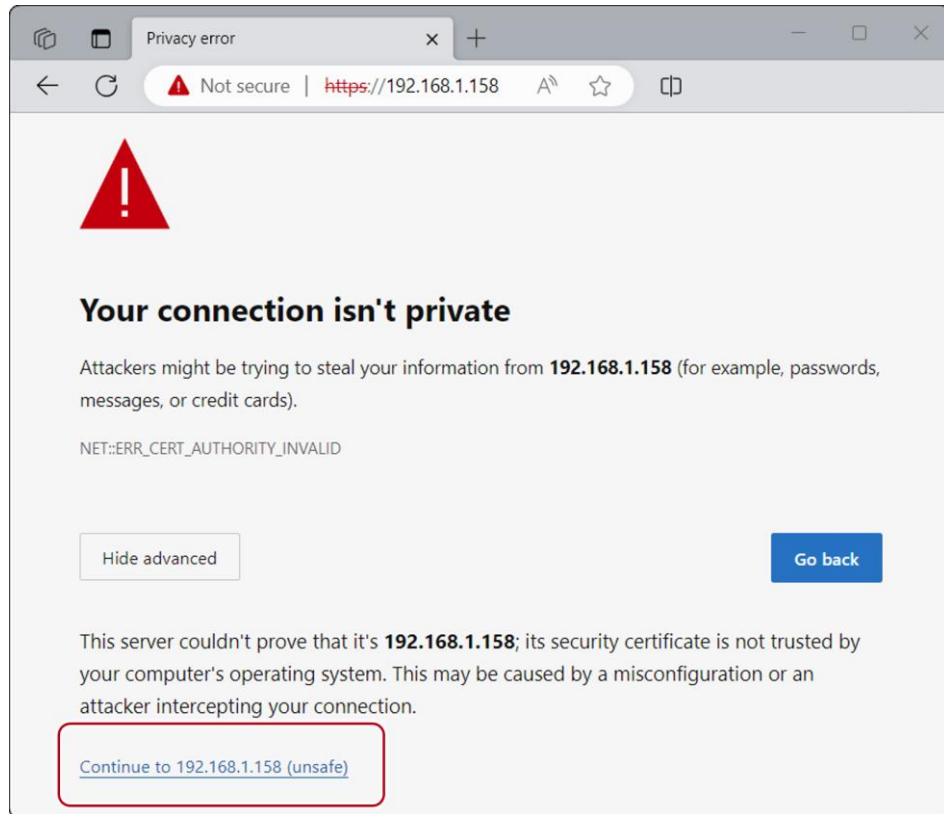 Privacy error
Not secure | https://192.168.1.158
Your connection isn't private
Attackers might be trying to steal your information from 192.168.1.158 (for example, passwords,
messages, or credit cards).
NET::ERR_CERT_AUTHORITY_INVALID
Hide advanced
Go back
This server couldn't prove that it's 192.168.1.158; its security certificate is not trusted by
your computer's operating system. This may be caused by a misconfiguration or an
attacker intercepting your connection.
Continue to 192.168.1.158 (unsafe)